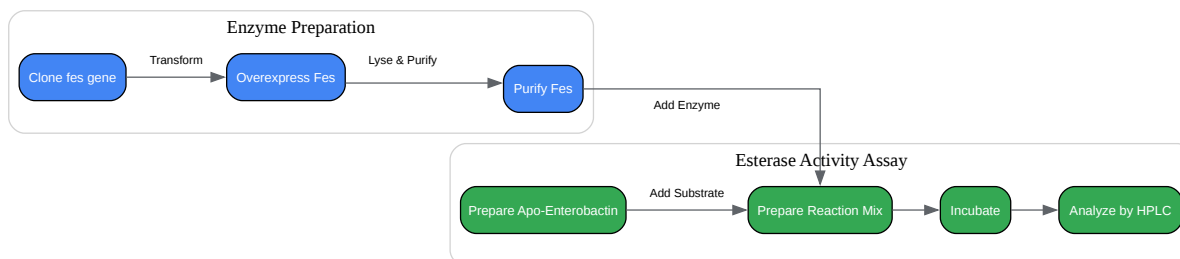 Enzyme Preparation
Clone fes gene
Transform
Overexpress Fes
Lyse & Purify
Purify Fes
Add Enzyme
Esterase Activity Assay
Prepare Apo-Enterobactin
Add Substrate
Prepare Reaction Mix
Incubate
Analyze by HPLC